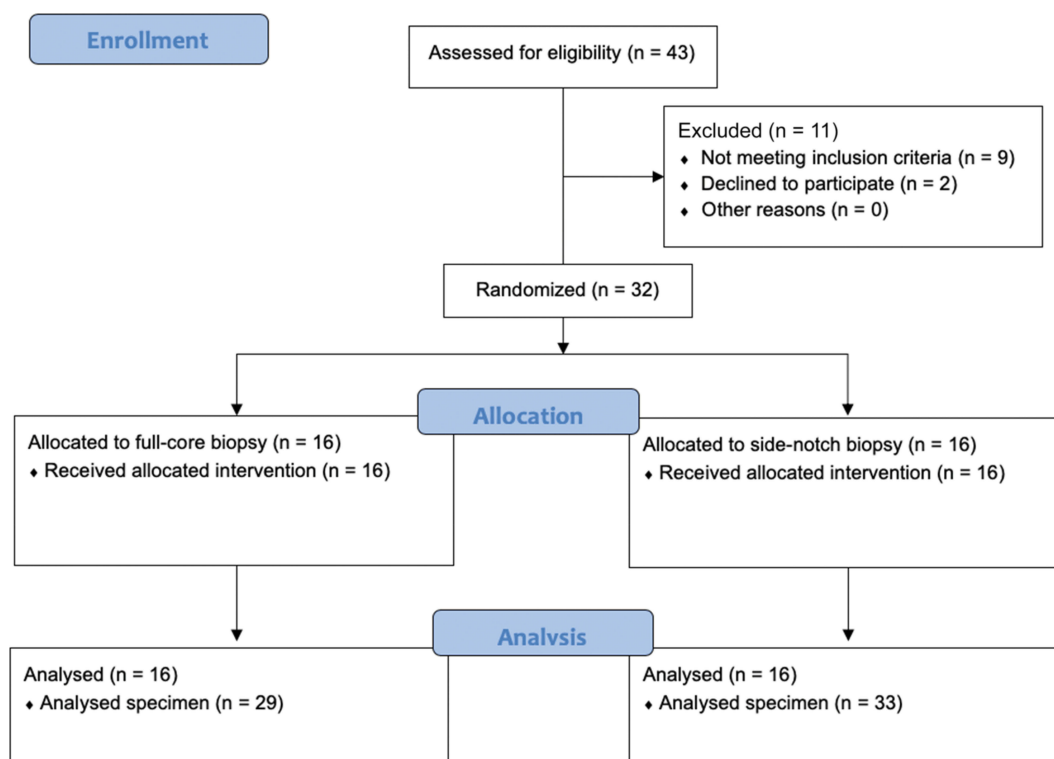 Enrollment
Assessed for eligibility (n = 43)
Excluded (n = 11)
♦ Not meeting inclusion criteria (n = 9)
♦ Declined to participate (n = 2)
♦ Other reasons (n = 0)
Randomized (n = 32)
Allocation
Allocated to full-core biopsy (n = 16)
♦ Received allocated intervention (n = 16)
Allocated to side-notch biopsy (n = 16)
♦ Received allocated intervention (n = 16)
Analvsis
Analysed (n = 16)
♦ Analysed specimen (n = 29)
Analysed (n = 16)
♦ Analysed specimen (n = 33)